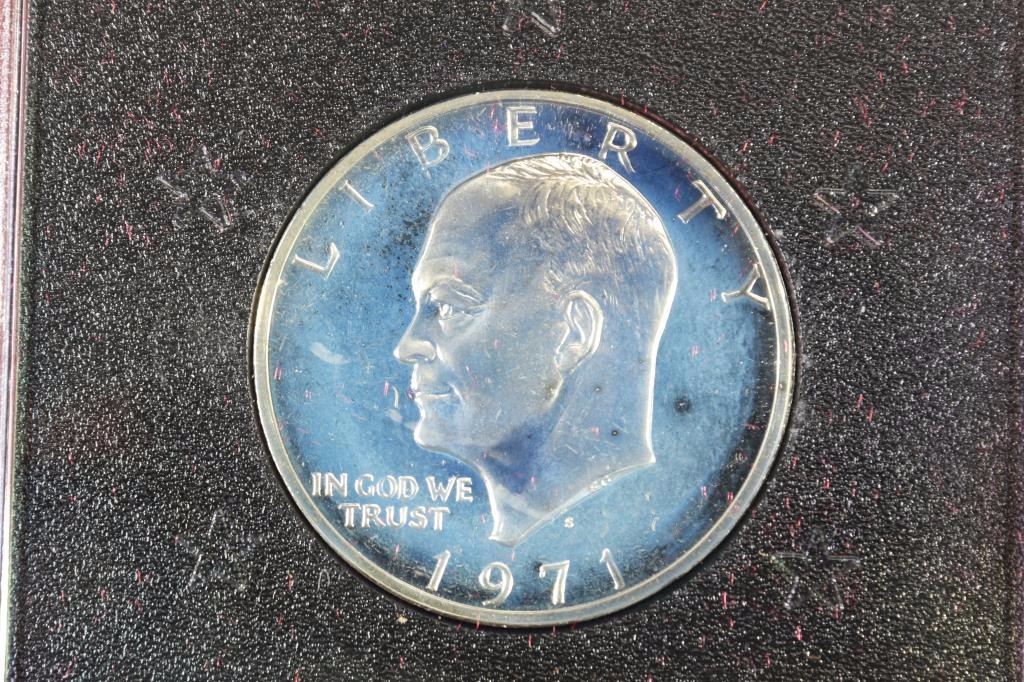 LIBERTY
IN GOD WE
TRUST
S
1971